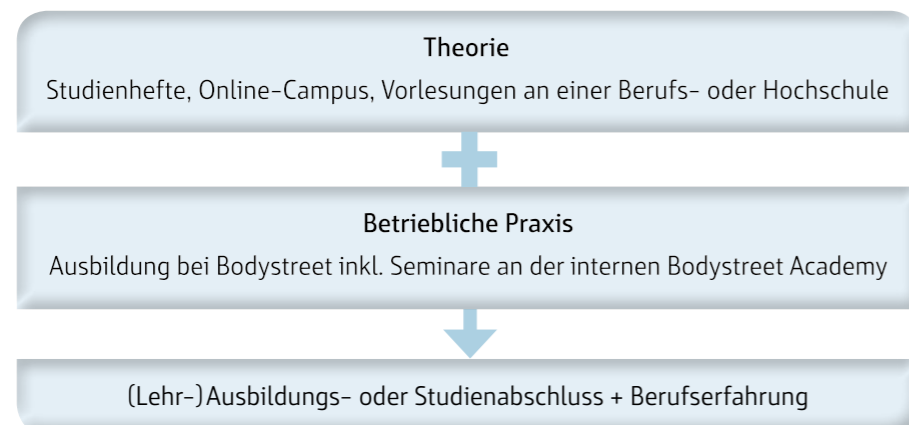 Theorie
Studienhefte, Online-Campus, Vorlesungen an einer Berufs- oder Hochschule
Betriebliche Praxis
Ausbildung bei Bodystreet inkl. Seminare an der internen Bodystreet Academy
(Lehr-)Ausbildungs- oder Studienabschluss + Berufserfahrung